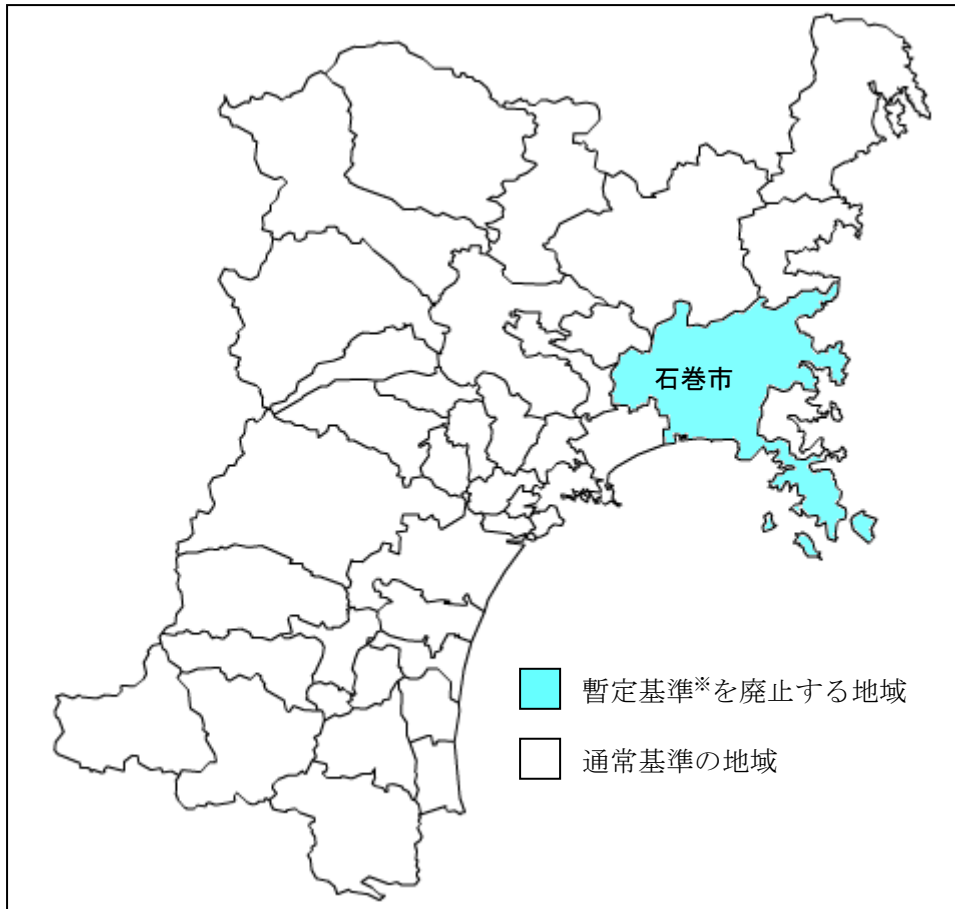 石巻市
暫定基準※を廃止する地域
通常基準の地域